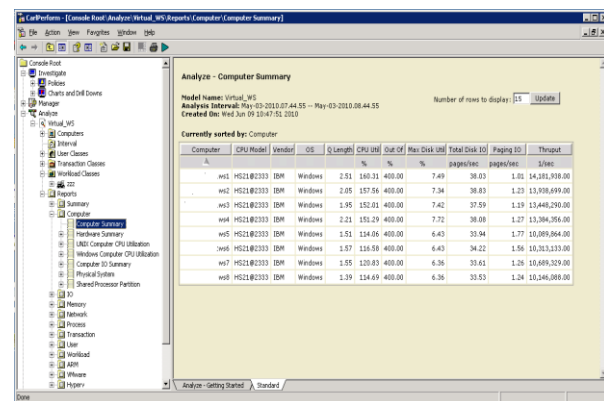 CarlPerform - [Console Root\Analyze\Virtual_WS\Reports\Computer\Computer Summary]
File Action View Favorites Window Help
Console Root
Investigate
Policies
Charts and Drill Downs
Manager
Analyze
Virtual_WS
Computers
Interval
User Classes
Transaction Classes
Workload Classes
zzz
Reports
Summary
Computer
Computer Summary
Hardware Summary
UNIX Computer CPU Utilization
Windows Computer CPU Utilization
Computer IO Summary
Physical System
Shared Processor Partition
IO
Memory
Network
Process
Transaction
User
Workload
ARM
VMware
Hyperv
Analyze - Computer Summary
Model Name: Virtual_WS
Analysis Interval: May-03-2010.07.44.55 -- May-03-2010.08.44.55
Created On: Wed Jun 09 10:47:51 2010
Number of rows to display: 15 Update
Currently sorted by: Computer
Computer CPU Model Vendor OS Q Length CPU Util Out Of Max Disk Util Total Disk IO Paging IO Thruput
% % % pages/sec pages/sec 1/sec
ws1 HS21@2333 IBM Windows 2.51 160.31 400.00 7.49 38.03 1.01 14,181,938.00
ws2 HS21@2333 IBM Windows 2.05 157.56 400.00 7.34 38.83 1.23 13,938,699.00
ws3 HS21@2333 IBM Windows 1.95 152.01 400.00 7.42 37.59 1.19 13,448,290.00
ws4 HS21@2333 IBM Windows 2.21 151.29 400.00 7.72 38.08 1.27 13,384,356.00
ws5 HS21@2333 IBM Windows 1.51 114.06 400.00 6.43 33.94 1.77 10,089,864.00
ws6 HS21@2333 IBM Windows 1.57 116.58 400.00 6.43 34.22 1.56 10,313,133.00
ws7 HS21@2333 IBM Windows 1.55 120.83 400.00 6.36 33.61 1.26 10,689,329.00
ws8 HS21@2333 IBM Windows 1.39 114.69 400.00 6.36 33.53 1.24 10,146,088.00
Analyze - Getting Started Standard
Done